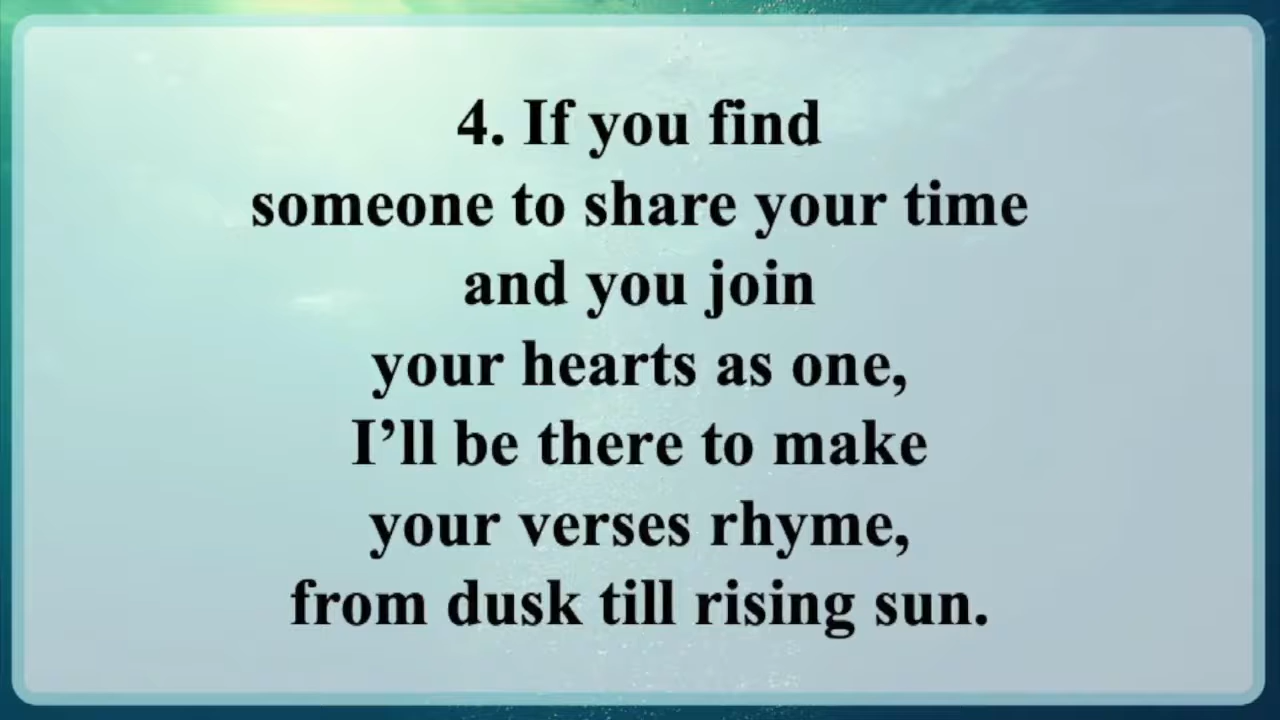 4. If you find
someone to share your time
and you join
your hearts as one,
I’ll be there to make
your verses rhyme,
from dusk till rising sun.